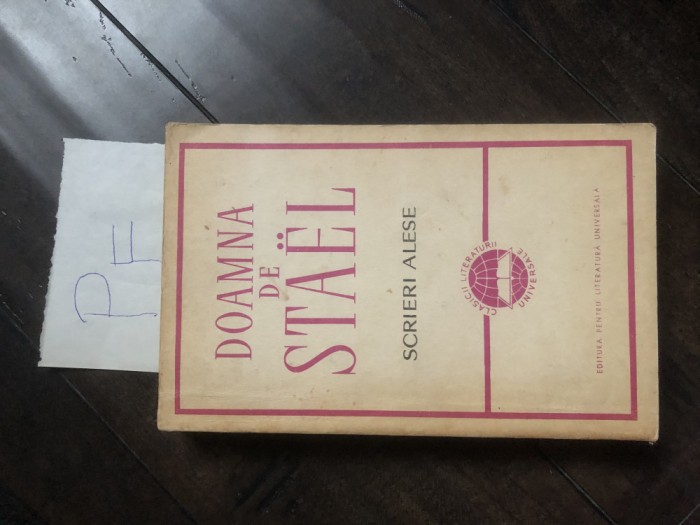 PF
DOAMNA
DE
STAËL
SCRIERI ALESE
CLASICII LITERATURII
UNIVERSALE
EDITURA PENTRU LITERATURA UNIVERSALA